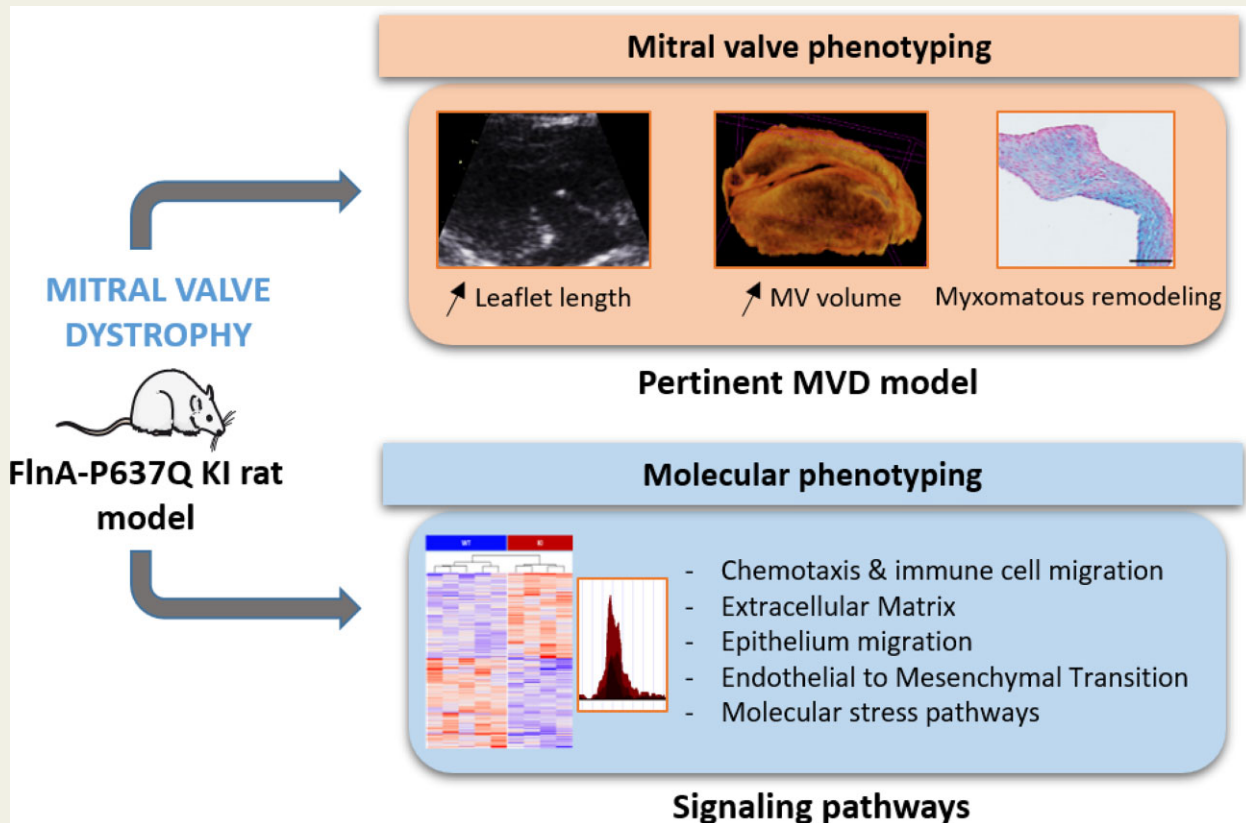 Mitral valve phenotyping
Leaflet length
MV volume
Myxomatous remodeling
Pertinent MVD model
MITRAL VALVE
DYSTROPHY
FlnA-P637Q KI rat
model
Molecular phenotyping
WT
KI
- Chemotaxis & immune cell migration
- Extracellular Matrix
- Epithelium migration
- Endothelial to Mesenchymal Transition
- Molecular stress pathways
Signaling pathways